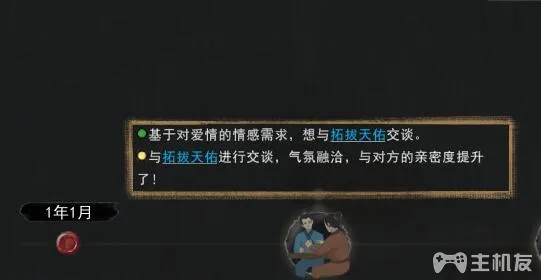 基于对爱情的情感需求，想与拓拔天佑交谈。
与拓拔天佑进行交谈，气氛融洽，与对方的亲密度提升
了！
1年1月
主机友